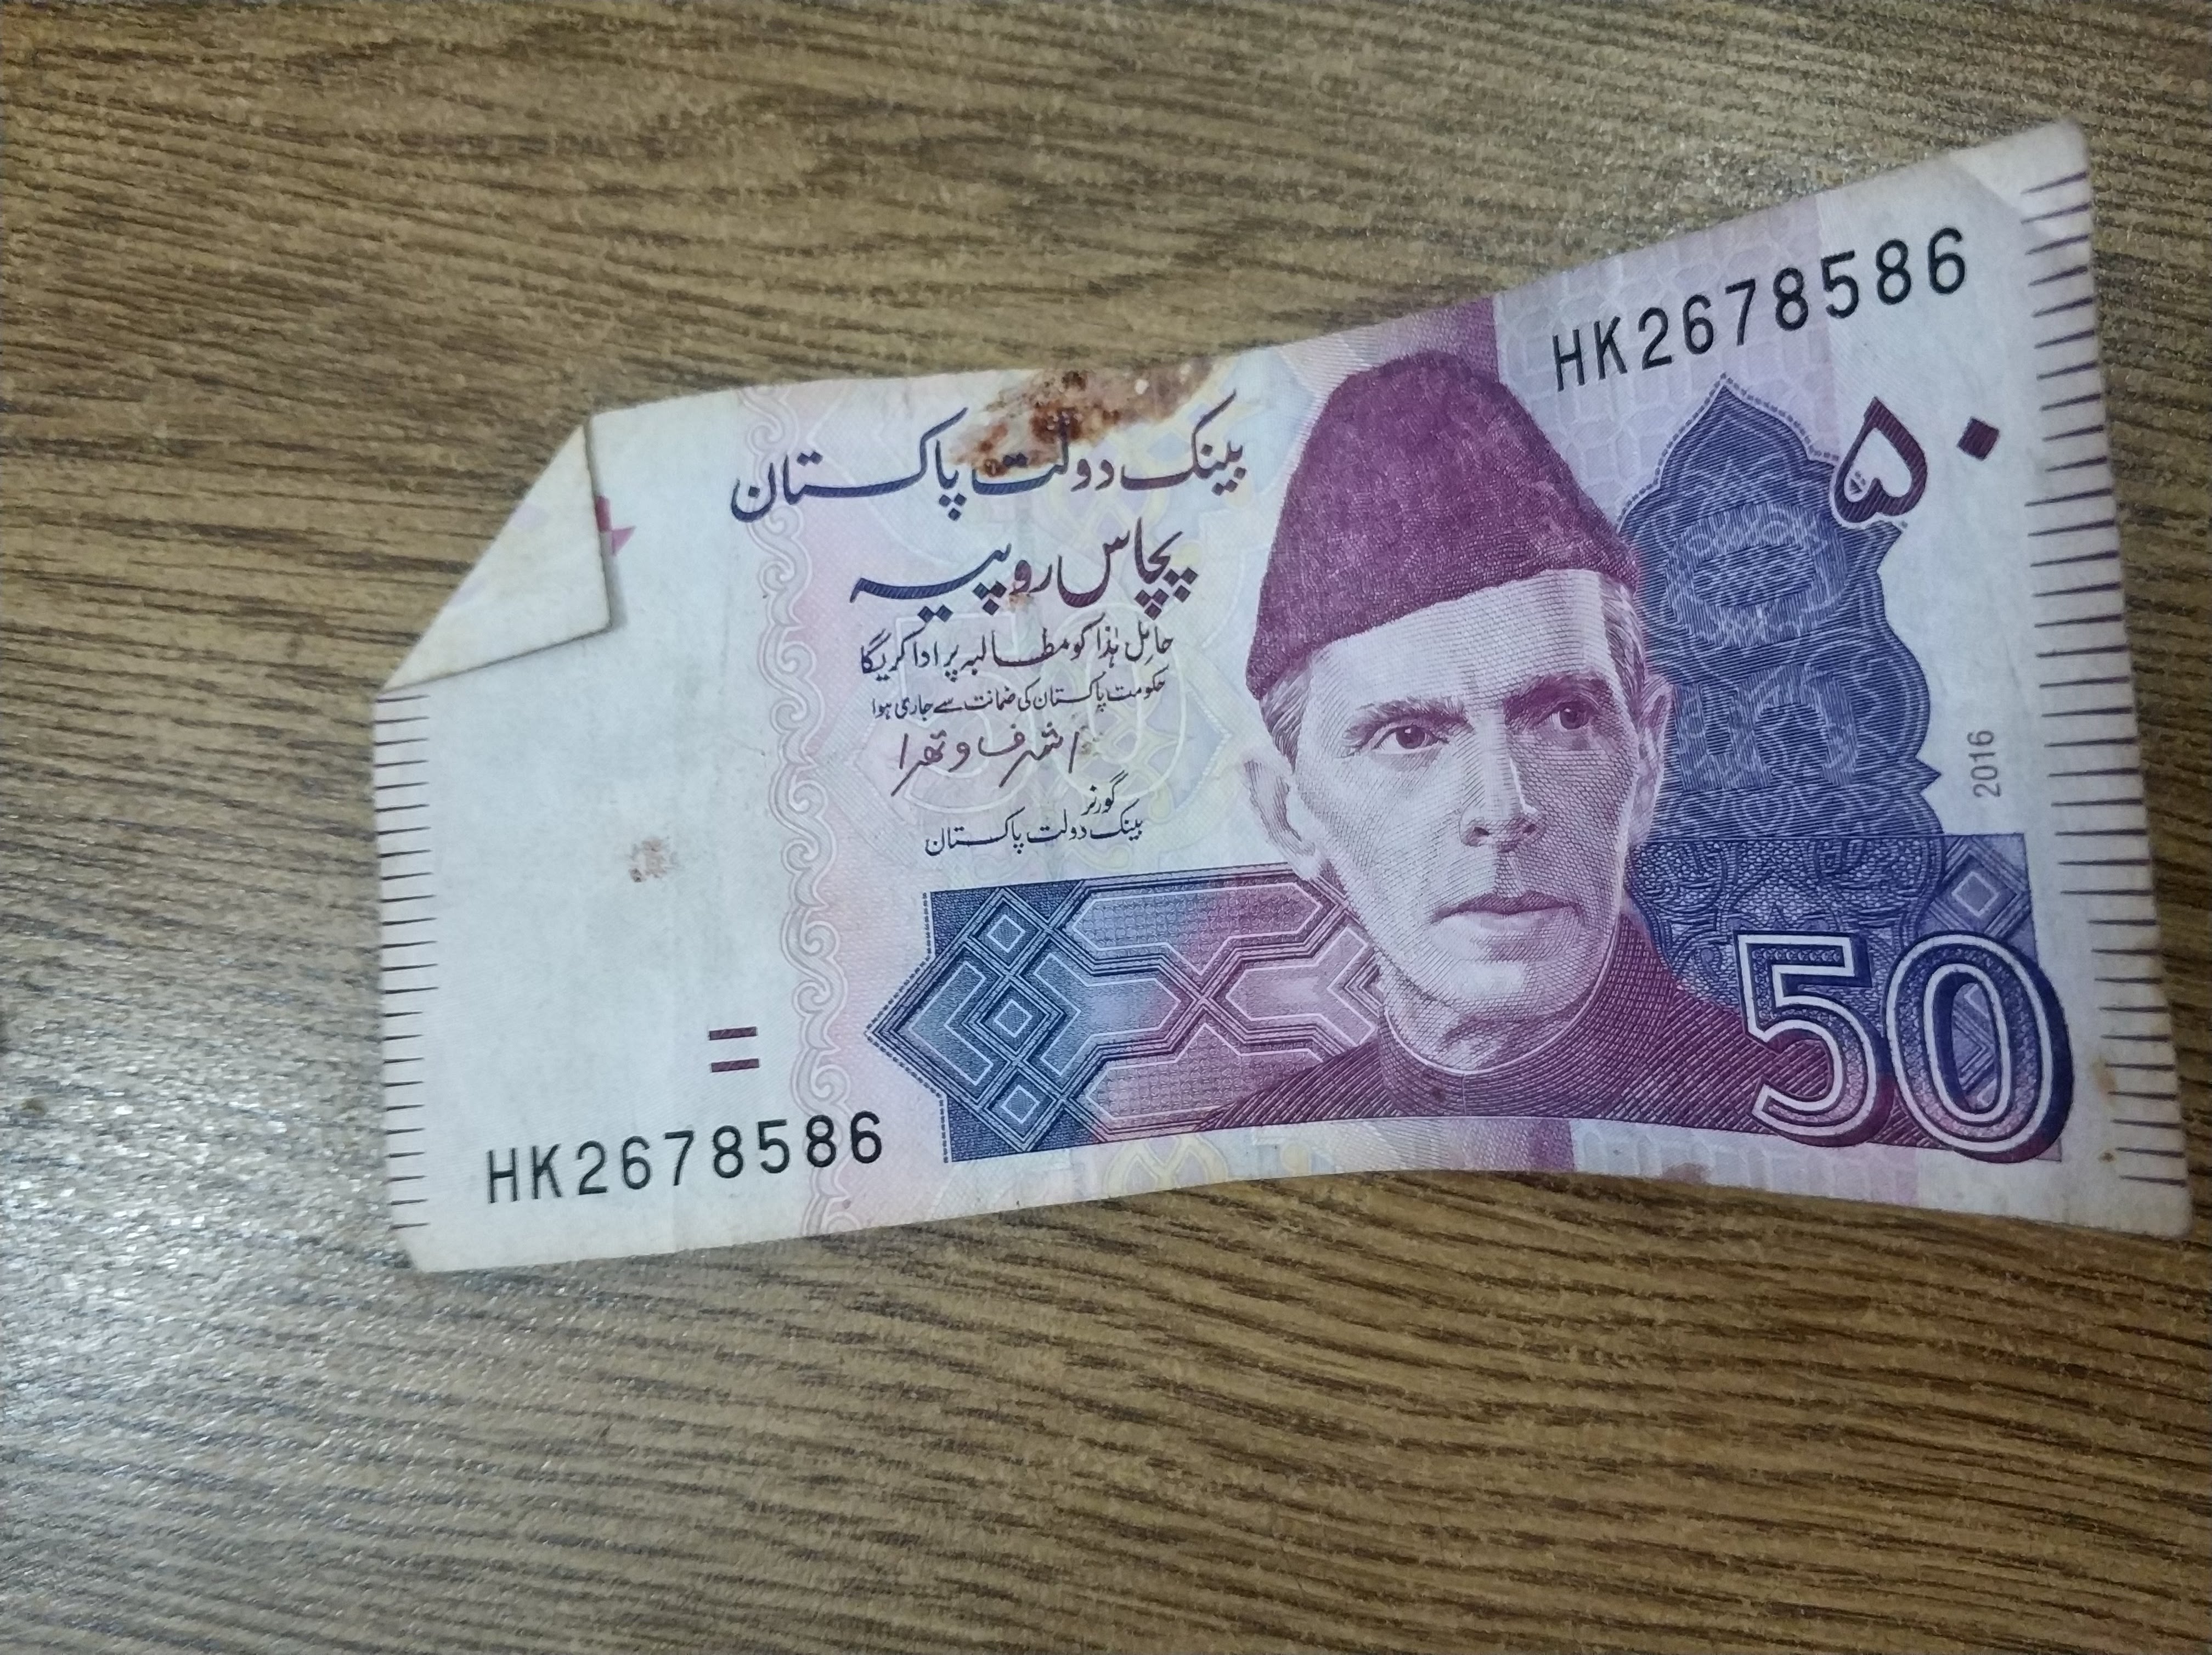 HK2678586
بینک دولت پاکستان
۵۰
پچاس روپیہ
حامل ہٰذا کو مطالبہ پر ادا کریگا
حکومت پاکستان کی ضمانت سے جاری ہوا
اشرف وتھرا
گورنر
بینک دولت پاکستان
2016
50
HK2678586